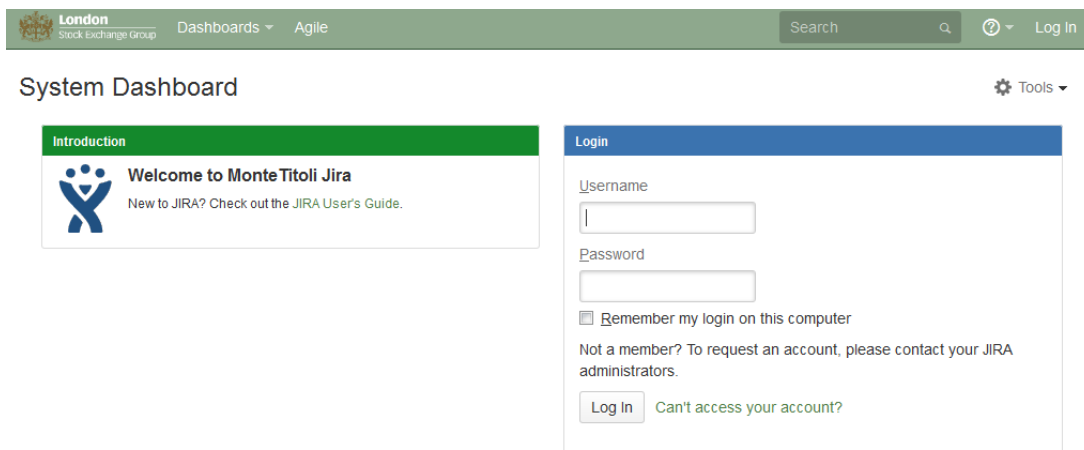 London
Stock Exchange Group
Dashboards
Agile
Search
Log In
System Dashboard
Tools
Introduction
Welcome to MonteTitoli Jira
New to JIRA? Check out the JIRA User's Guide.
Login
Username
Password
Remember my login on this computer
Not a member? To request an account, please contact your JIRA
administrators.
Log In
Can't access your account?